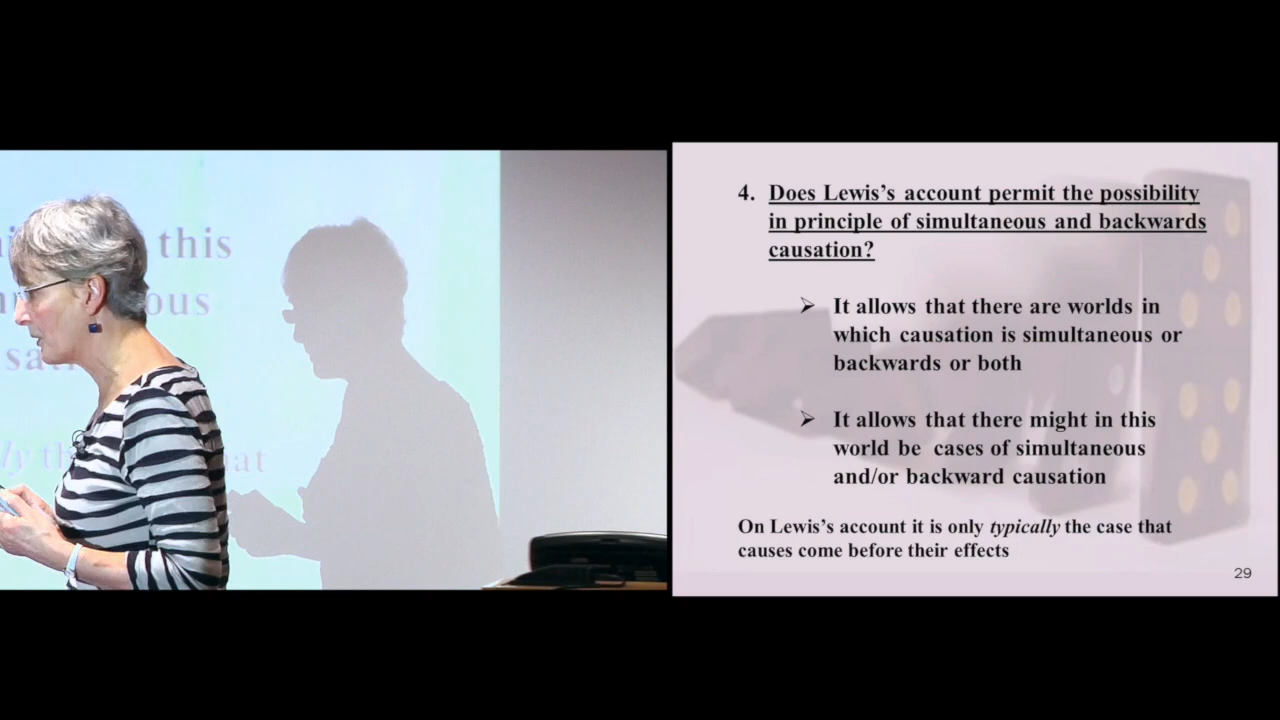 this
ous
at
4. Does Lewis's account permit the possibility
in principle of simultaneous and backwards
causation?
➢ It allows that there are worlds in
which causation is simultaneous or
backwards or both
➢ It allows that there might in this
world be cases of simultaneous
and/or backward causation
On Lewis's account it is only typically the case that
causes come before their effects
29